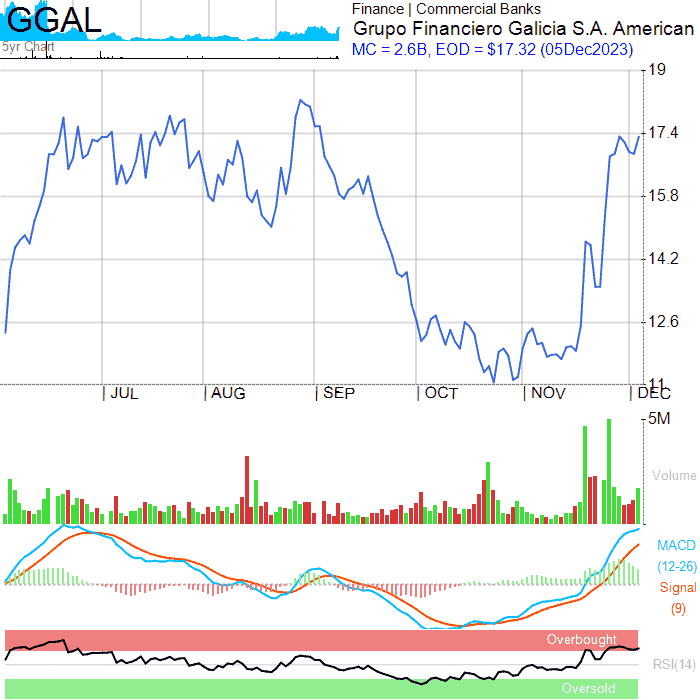 GGAL
Finance | Commercial Banks
Grupo Financiero Galicia S.A. American
MC = 2.6B, EOD = $17.32 (05Dec2023)
5yr Chart
19
17.4
15.8
14.2
12.6
11
| JUL | AUG | SEP | OCT | NOV | DEC
5M
Volume
MACD
(12-26)
Signal
(9)
Overbought
RSI(14)
Oversold